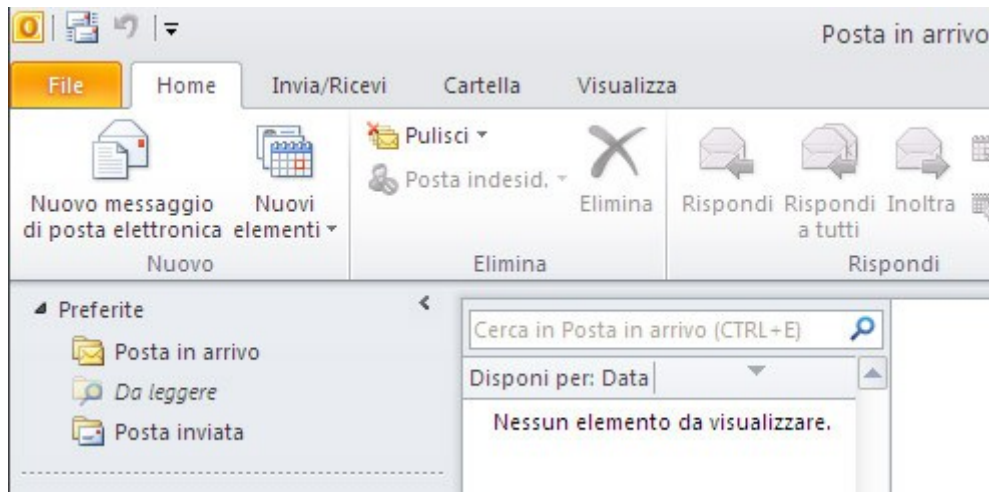 Posta in arrivo
File Home Invia/Ricevi Cartella Visualizza
Nuovo messaggio
di posta elettronica
Nuovi
elementi
Nuovo
Pulisci
Posta indesid.
Elimina
Elimina
Rispondi
Rispondi
a tutti
Inoltra
Rispondi
Preferite
Posta in arrivo
Da leggere
Posta inviata
Cerca in Posta in arrivo (CTRL+E)
Disponi per: Data
Nessun elemento da visualizzare.